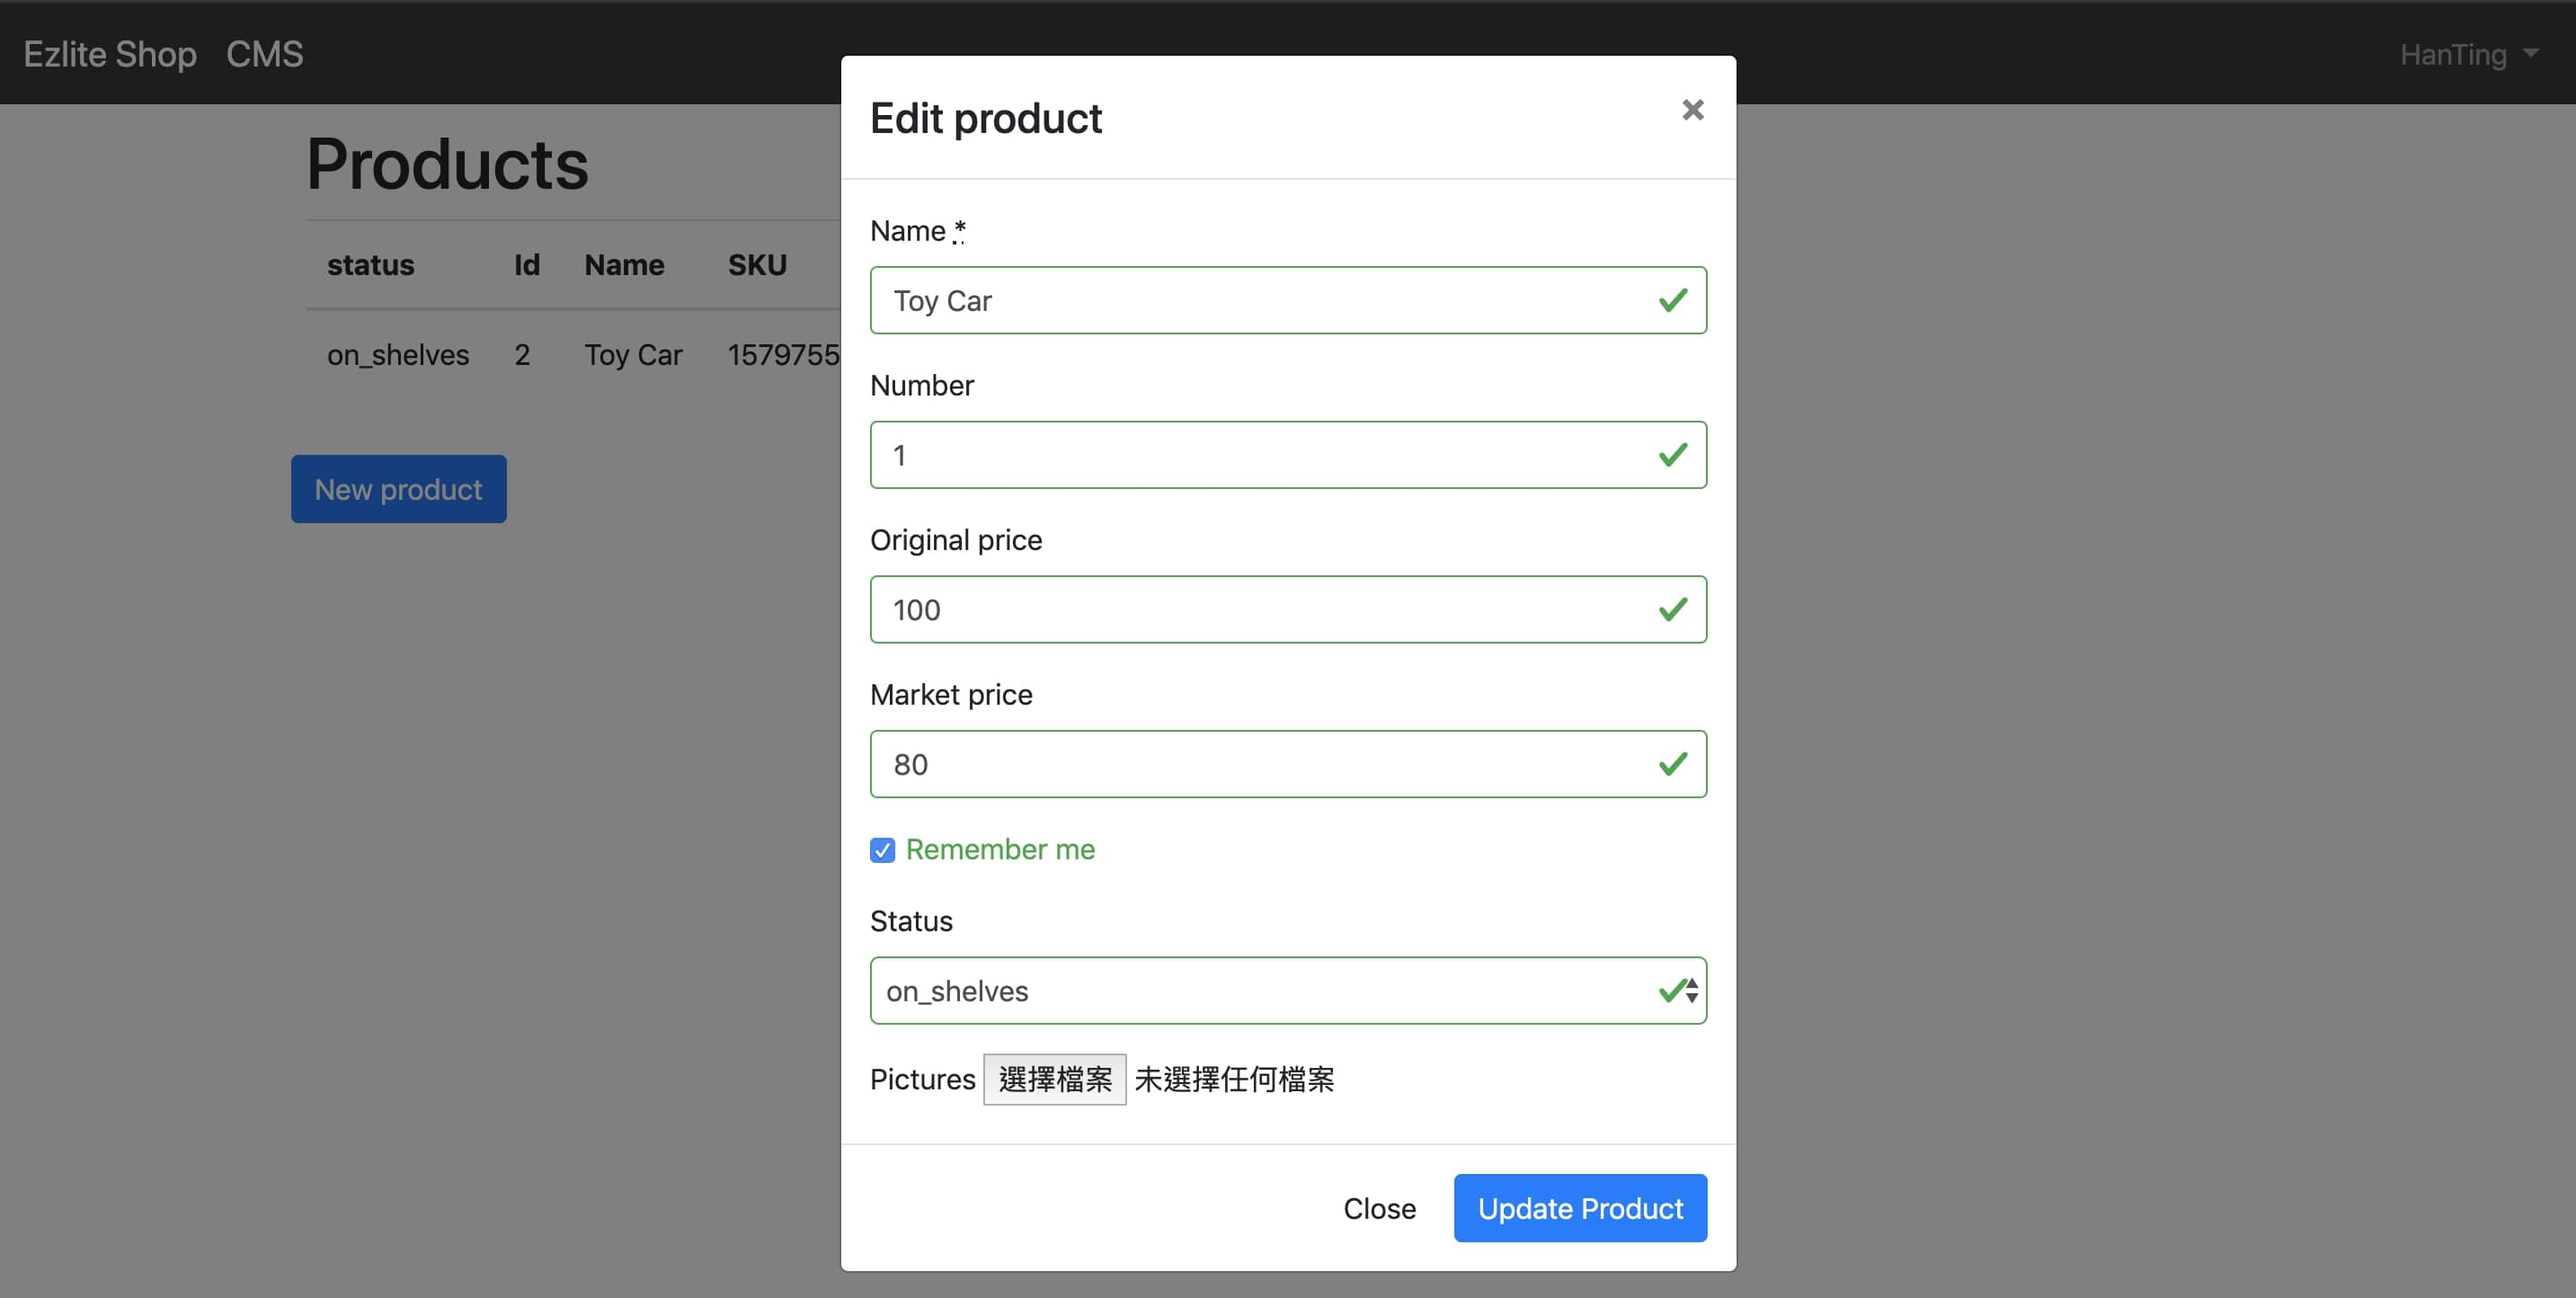 Ezlite Shop CMS HanTing
Products
status Id Name SKU
on_shelves 2 Toy Car 1579755
New product
Edit product ×
Name *
Toy Car
Number
1
Original price
100
Market price
80
Remember me
Status
on_shelves
Pictures 選擇檔案 未選擇任何檔案
Close Update Product